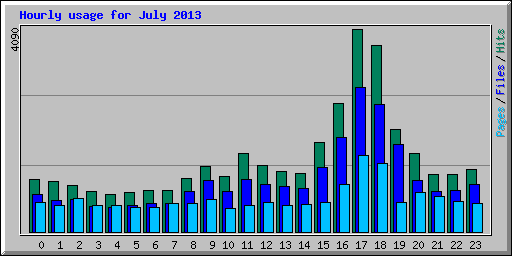 Hourly usage for July 2013
4090
Pages / Files / Hits
0 1 2 3 4 5 6 7 8 9 10 11 12 13 14 15 16 17 18 19 20 21 22 23